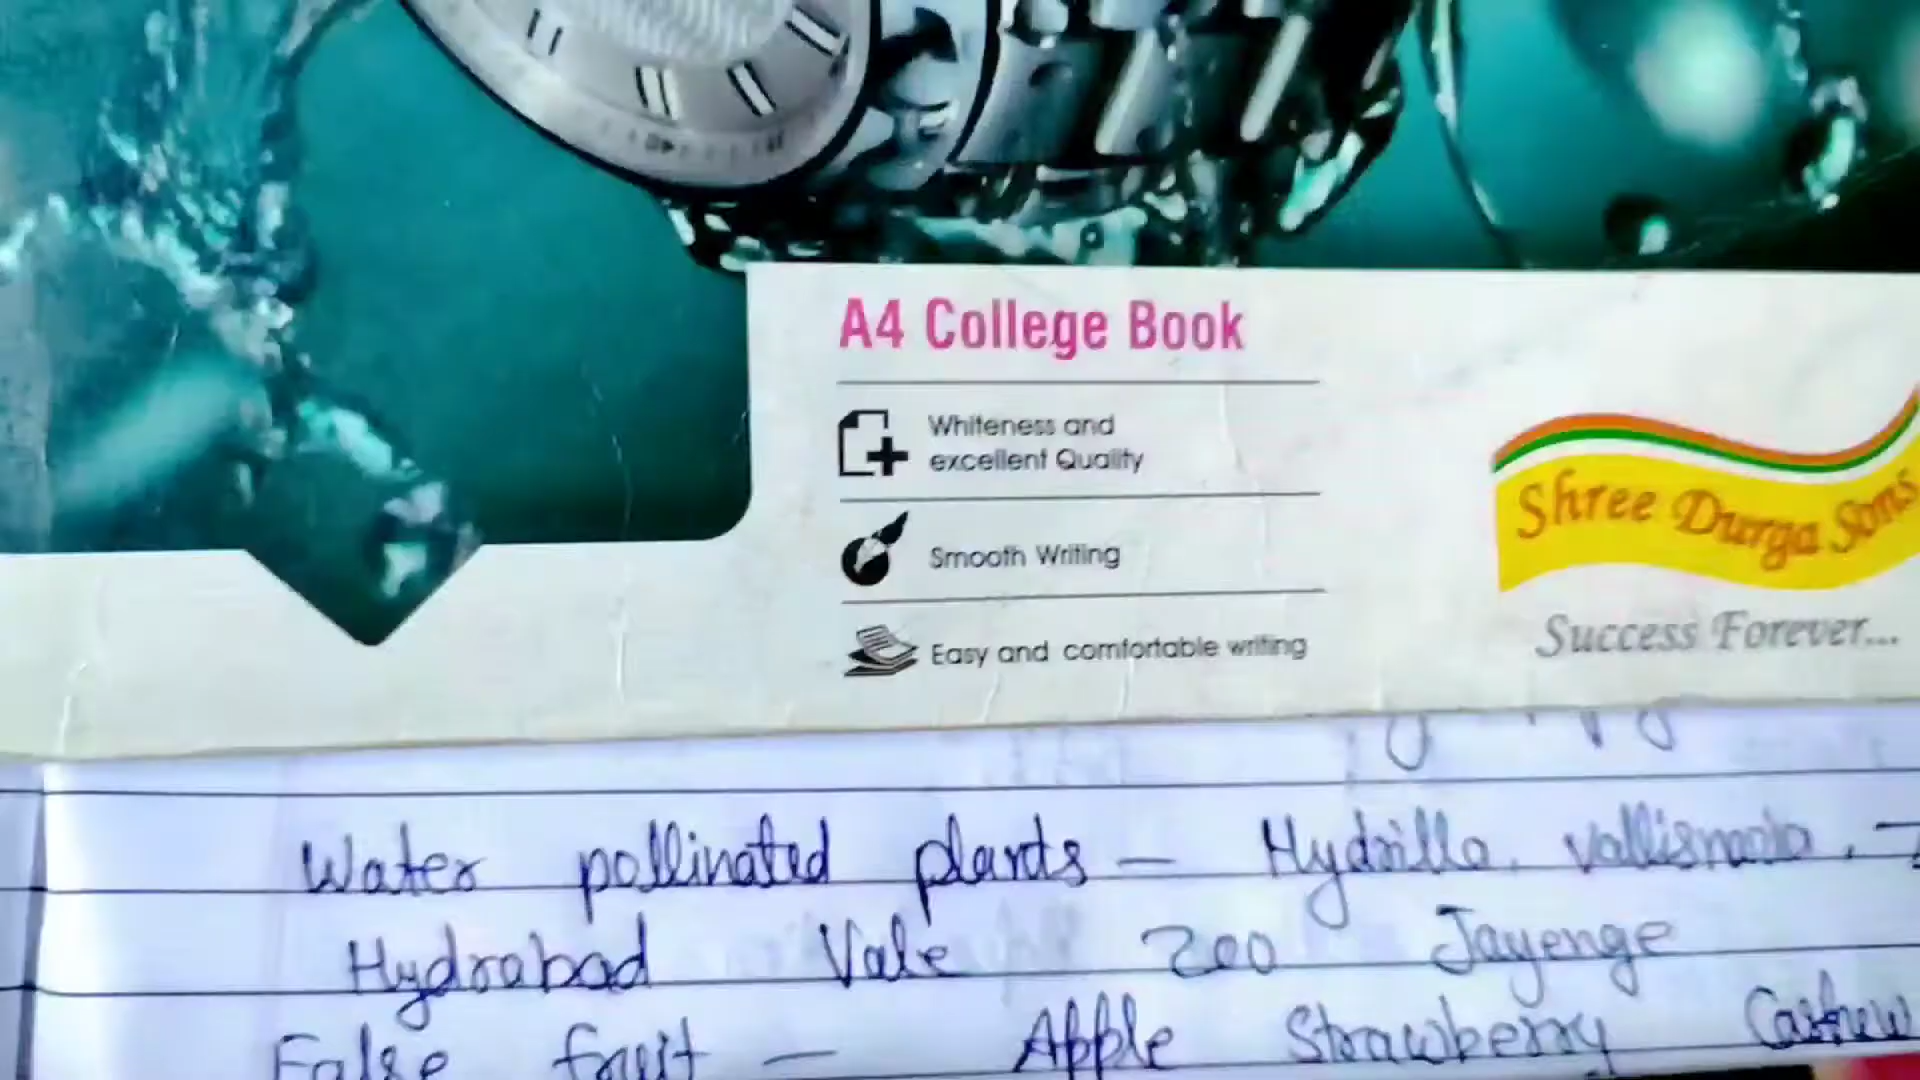 A4 College Book
Whiteness and
excellent Quality
Smooth Writing
Easy and comfortable writing
Shree Durga Sons
Success Forever...
Water pollinated plants — Hydrilla, vallisnaria,
Hydrabad Vale Zoo Jayenge
False fruit — Apple Strawberry Cashew